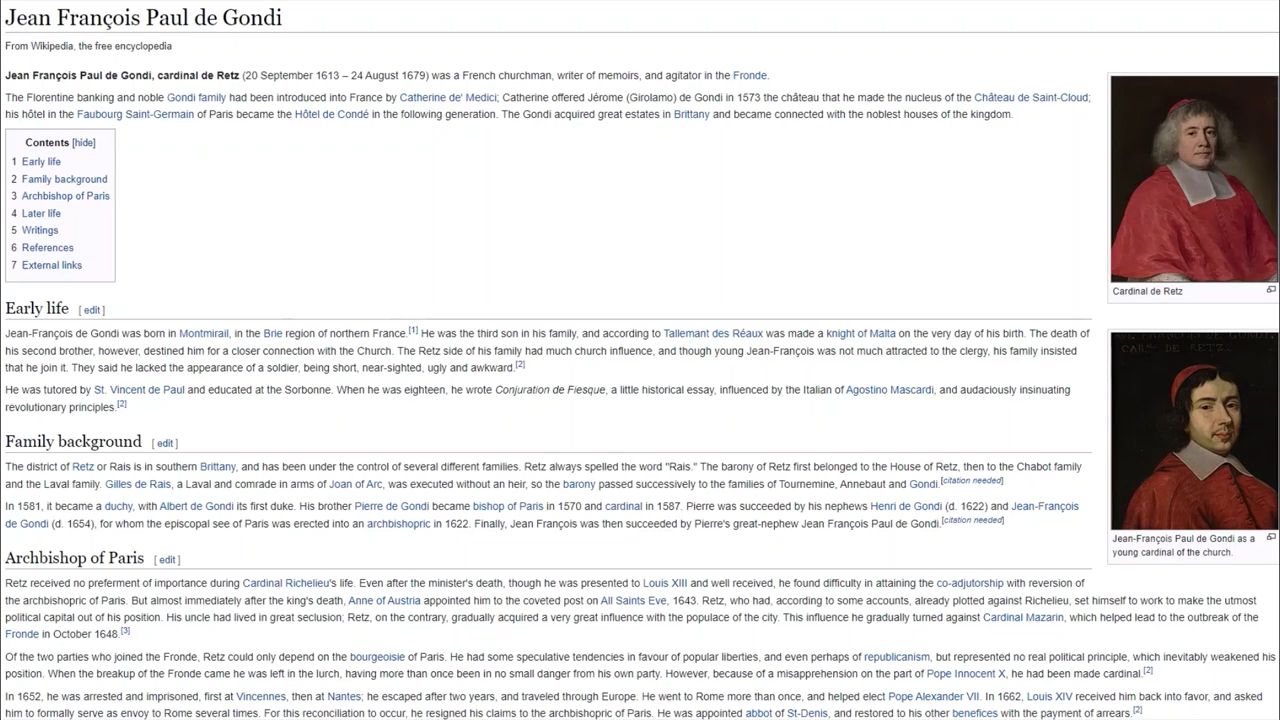 Jean François Paul de Gondi
From Wikipedia, the free encyclopedia
Jean François Paul de Gondi, cardinal de Retz (20 September 1613 – 24 August 1679) was a French churchman, writer of memoirs, and agitator in the Fronde.
The Florentine banking and noble Gondi family had been introduced into France by Catherine de' Medici; Catherine offered Jérome (Girolamo) de Gondi in 1573 the château that he made the nucleus of the Château de Saint-Cloud;
his hôtel in the Faubourg Saint-Germain of Paris became the Hôtel de Condé in the following generation. The Gondi acquired great estates in Brittany and became connected with the noblest houses of the kingdom.
Contents [hide]
1 Early life
2 Family background
3 Archbishop of Paris
4 Later life
5 Writings
6 References
7 External links
Cardinal de Retz
Early life [ edit ]
Jean-François de Gondi was born in Montmirail, in the Brie region of northern France.[1] He was the third son in his family, and according to Tallemant des Réaux was made a knight of Malta on the very day of his birth. The death of
his second brother, however, destined him for a closer connection with the Church. The Retz side of his family had much church influence, and though young Jean-François was not much attracted to the clergy, his family insisted
that he join it. They said he lacked the appearance of a soldier, being short, near-sighted, ugly and awkward.[2]
He was tutored by St. Vincent de Paul and educated at the Sorbonne. When he was eighteen, he wrote Conjuration de Fiesque, a little historical essay, influenced by the Italian of Agostino Mascardi, and audaciously insinuating
revolutionary principles.[2]
CAR. DE RETZ.
Jean-François Paul de Gondi as a
young cardinal of the church.
Family background [ edit ]
The district of Retz or Rais is in southern Brittany, and has been under the control of several different families. Retz always spelled the word "Rais." The barony of Retz first belonged to the House of Retz, then to the Chabot family
and the Laval family. Gilles de Rais, a Laval and comrade in arms of Joan of Arc, was executed without an heir, so the barony passed successively to the families of Tournemine, Annebaut and Gondi.[citation needed]
In 1581, it became a duchy, with Albert de Gondi its first duke. His brother Pierre de Gondi became bishop of Paris in 1570 and cardinal in 1587. Pierre was succeeded by his nephews Henri de Gondi (d. 1622) and Jean-François
de Gondi (d. 1654), for whom the episcopal see of Paris was erected into an archbishopric in 1622. Finally, Jean François was then succeeded by Pierre's great-nephew Jean François Paul de Gondi.[citation needed]
Archbishop of Paris [ edit ]
Retz received no preferment of importance during Cardinal Richelieu's life. Even after the minister's death, though he was presented to Louis XIII and well received, he found difficulty in attaining the co-adjutorship with reversion of
the archbishopric of Paris. But almost immediately after the king's death, Anne of Austria appointed him to the coveted post on All Saints Eve, 1643. Retz, who had, according to some accounts, already plotted against Richelieu, set himself to work to make the utmost
political capital out of his position. His uncle had lived in great seclusion; Retz, on the contrary, gradually acquired a very great influence with the populace of the city. This influence he gradually turned against Cardinal Mazarin, which helped lead to the outbreak of the
Fronde in October 1648.[3]
Of the two parties who joined the Fronde, Retz could only depend on the bourgeoisie of Paris. He had some speculative tendencies in favour of popular liberties, and even perhaps of republicanism, but represented no real political principle, which inevitably weakened his
position. When the breakup of the Fronde came he was left in the lurch, having more than once been in no small danger from his own party. However, because of a misapprehension on the part of Pope Innocent X, he had been made cardinal.[2]
In 1652, he was arrested and imprisoned, first at Vincennes, then at Nantes; he escaped after two years, and traveled through Europe. He went to Rome more than once, and helped elect Pope Alexander VII. In 1662, Louis XIV received him back into favor, and asked
him to formally serve as envoy to Rome several times. For this reconciliation to occur, he resigned his claims to the archbishopric of Paris. He was appointed abbot of St-Denis, and restored to his other benefices with the payment of arrears.[2]